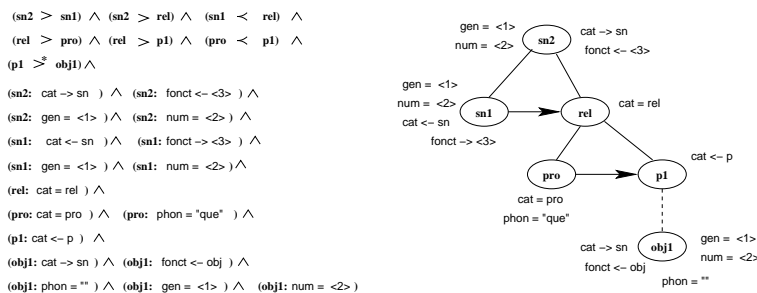 (sn2 > sn1) ∧ (sn2 > rel) ∧ (sn1 ≺ rel) ∧
(rel > pro) ∧ (rel > p1) ∧ (pro ≺ p1) ∧
(p1 >* obj1) ∧
(sn2: cat -> sn ) ∧ (sn2: fonct <- <3> ) ∧
(sn2: gen = <1> ) ∧ (sn2: num = <2> ) ∧
(sn1: cat <- sn ) ∧ (sn1: fonct -> <3> ) ∧
(sn1: gen = <1> ) ∧ (sn1: num = <2> ) ∧
(rel: cat = rel ) ∧
(pro: cat = pro ) ∧ (pro: phon = "que" ) ∧
(p1: cat <- p ) ∧
(obj1: cat -> sn ) ∧ (obj1: fonct <- obj ) ∧
(obj1: phon = "" ) ∧ (obj1: gen = <1> ) ∧ (obj1: num = <2> )
gen = <1>
num = <2>
sn2
cat -> sn
fonct <- <3>
gen = <1>
num = <2>
cat <- sn
fonct -> <3>
sn1
rel
cat = rel
pro
cat = pro
phon = "que"
p1
cat <- p
cat -> sn
fonct <- obj
obj1
gen = <1>
num = <2>
phon = ""